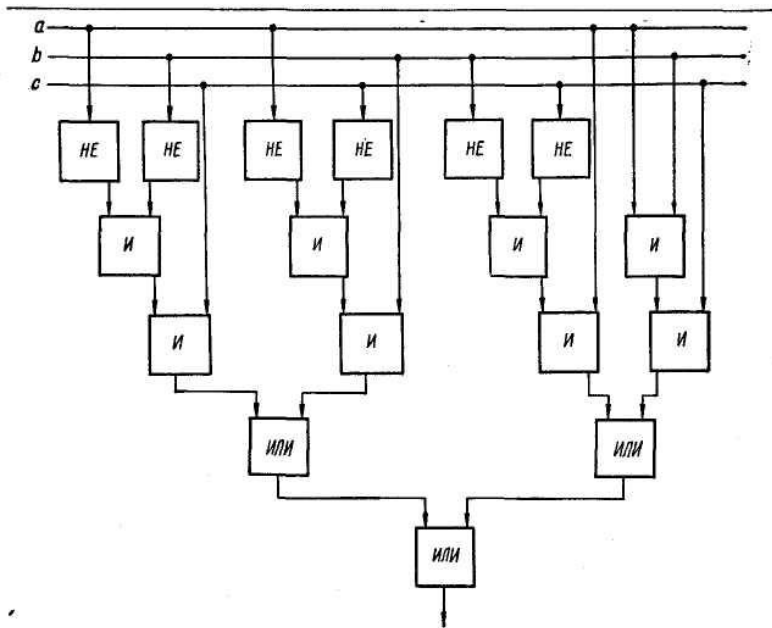 a
b
c
НЕ НЕ НЕ НЕ НЕ НЕ
И И И И
И И И И
ИЛИ ИЛИ
ИЛИ